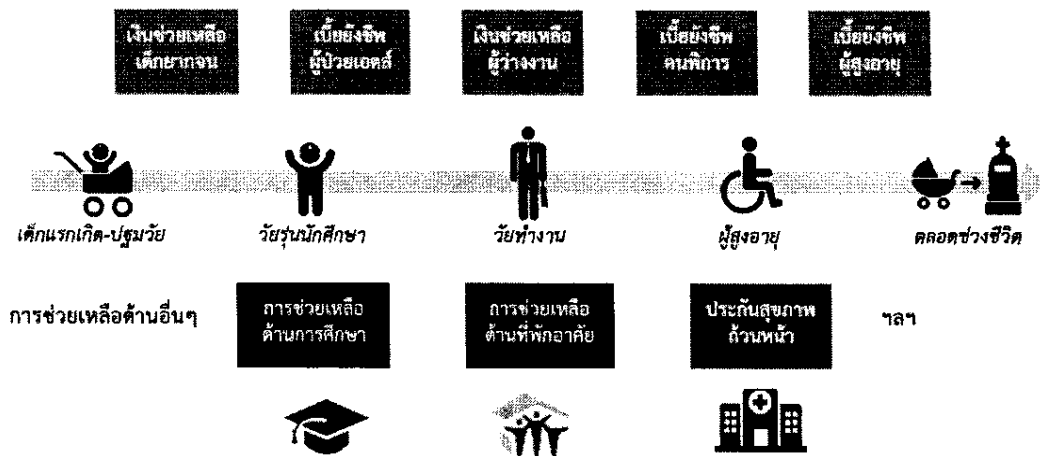 เงินช่วยเหลือ
เด็กยากจน
เบี้ยยังชีพ
ผู้ป่วยเอดส์
เงินช่วยเหลือ
ผู้ว่างงาน
เบี้ยยังชีพ
คนพิการ
เบี้ยยังชีพ
ผู้สูงอายุ
เด็กแรกเกิด-ปฐมวัย
วัยรุ่นนักศึกษา
วัยทำงาน
ผู้สูงอายุ
ตลอดช่วงชีวิต
การช่วยเหลือด้านอื่นๆ
การช่วยเหลือ
ด้านการศึกษา
การช่วยเหลือ
ด้านที่พักอาศัย
ประกันสุขภาพ
ถ้วนหน้า
ฯลฯ